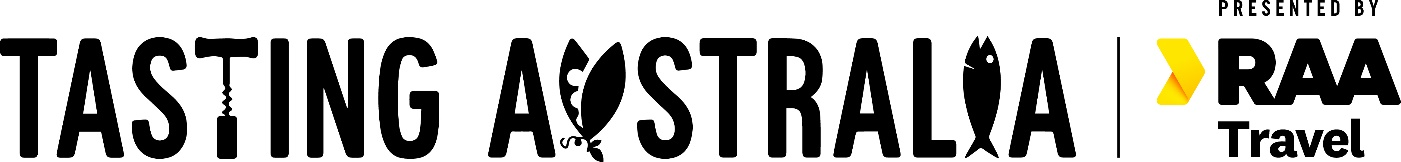 TASTING AUSTRALIA
PRESENTED BY
RAA
Travel